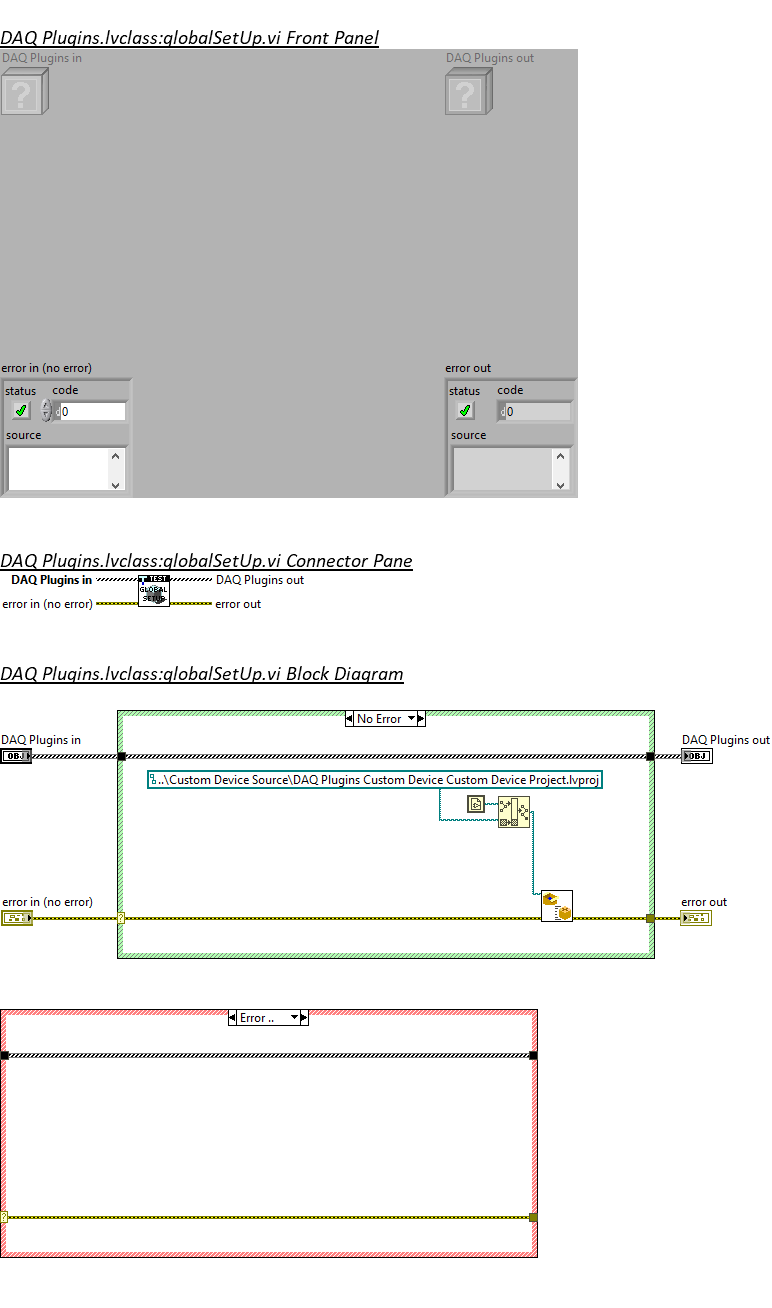 DAQ Plugins.lvclass:globalSetUp.vi Front Panel
DAQ Plugins in
DAQ Plugins out
?
?
error in (no error)
error out
status code
status code
d 0
d 0
source
source
DAQ Plugins.lvclass:globalSetUp.vi Connector Pane
DAQ Plugins in
DAQ Plugins out
TEST
GLOBAL
SETUP
error in (no error)
error out
DAQ Plugins.lvclass:globalSetUp.vi Block Diagram
No Error
DAQ Plugins in
DAQ Plugins out
OBJ
OBJ
..\Custom Device Source\DAQ Plugins Custom Device Custom Device Project.lvproj
error in (no error)
error out
?
Error ..
?